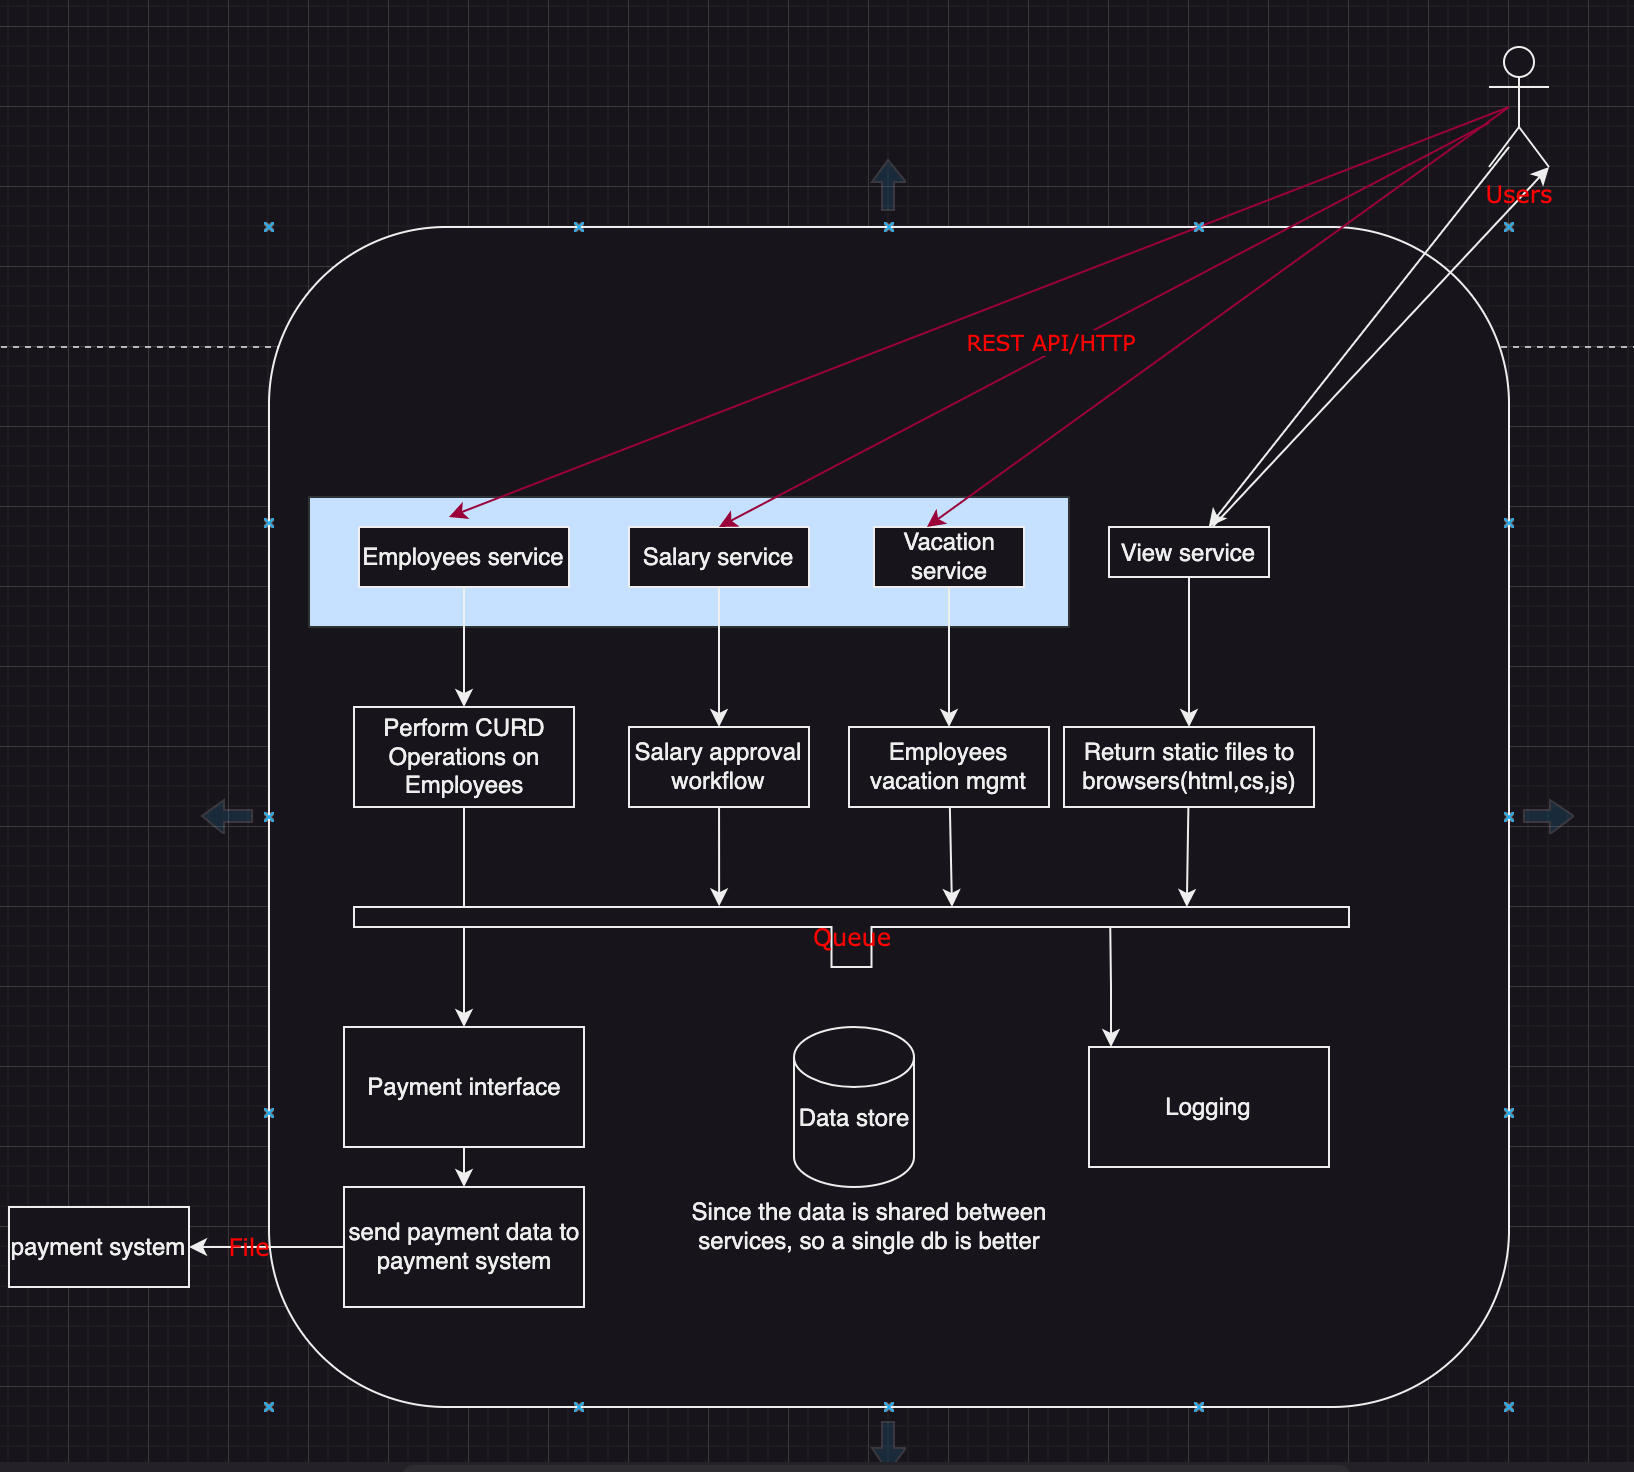 Users
REST API/HTTP
Employees service
Salary service
Vacation
service
View service
Perform CURD
Operations on
Employees
Salary approval
workflow
Employees
vacation mgmt
Return static files to
browsers(html,cs,js)
Queue
Payment interface
Data store
Logging
Since the data is shared between
services, so a single db is better
send payment data to
payment system
File
payment system